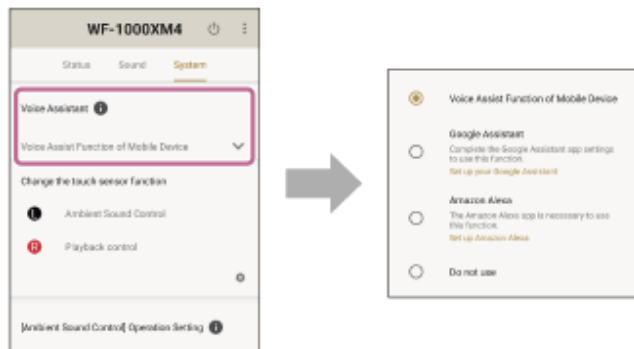 WF-1000XM4
Status Sound System
Voice Assistant
Voice Assist Function of Mobile Device
Change the touch sensor function
L Ambient Sound Control
R Playback control
[Ambient Sound Control] Operation Setting
Voice Assist Function of Mobile Device
Google Assistant
Complete the Google Assistant app settings
to use this function.
Set up your Google Assistant
Amazon Alexa
The Amazon Alexa app is necessary to use
this function.
Set up Amazon Alexa
Do not use